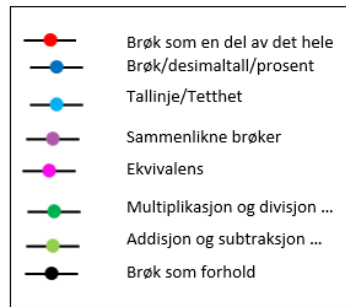 Brøk som en del av det hele
Brøk/desimaltall/prosent
Tallinje/Tetthet
Sammenlikne brøker
Ekvivalens
Multiplikasjon og divisjon ...
Addisjon og subtraksjon ...
Brøk som forhold